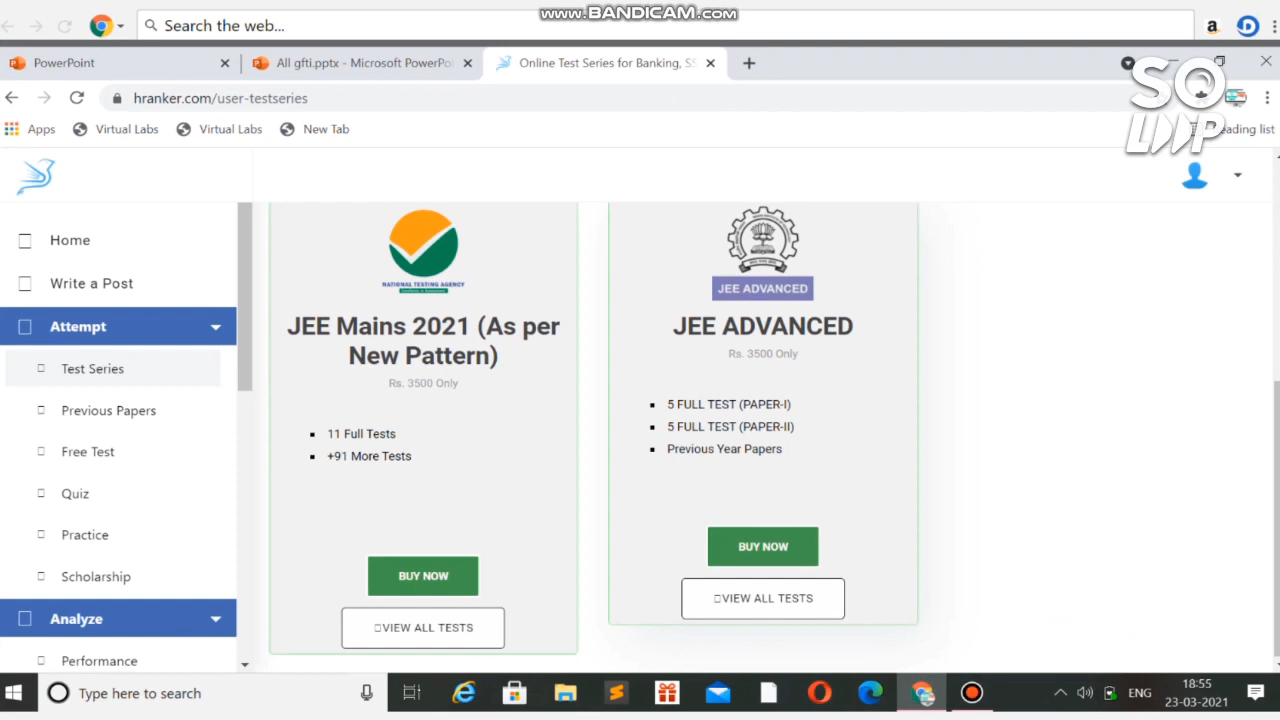 www.BANDICAM.com
Search the web...
PowerPoint
All gfti.pptx - Microsoft PowerPo
Online Test Series for Banking, SS
hranker.com/user-testseries
SO
LIIP
Apps
Virtual Labs
Virtual Labs
New Tab
eading list
Home
Write a Post
Attempt
Test Series
Previous Papers
Free Test
Quiz
Practice
Scholarship
Analyze
Performance
NATIONAL TESTING AGENCY
JEE Mains 2021 (As per
New Pattern)
Rs. 3500 Only
▪ 11 Full Tests
▪ +91 More Tests
BUY NOW
VIEW ALL TESTS
JEE ADVANCED
JEE ADVANCED
Rs. 3500 Only
▪ 5 FULL TEST (PAPER-I)
▪ 5 FULL TEST (PAPER-II)
▪ Previous Year Papers
BUY NOW
VIEW ALL TESTS
Type here to search
ENG
18:55
23-03-2021